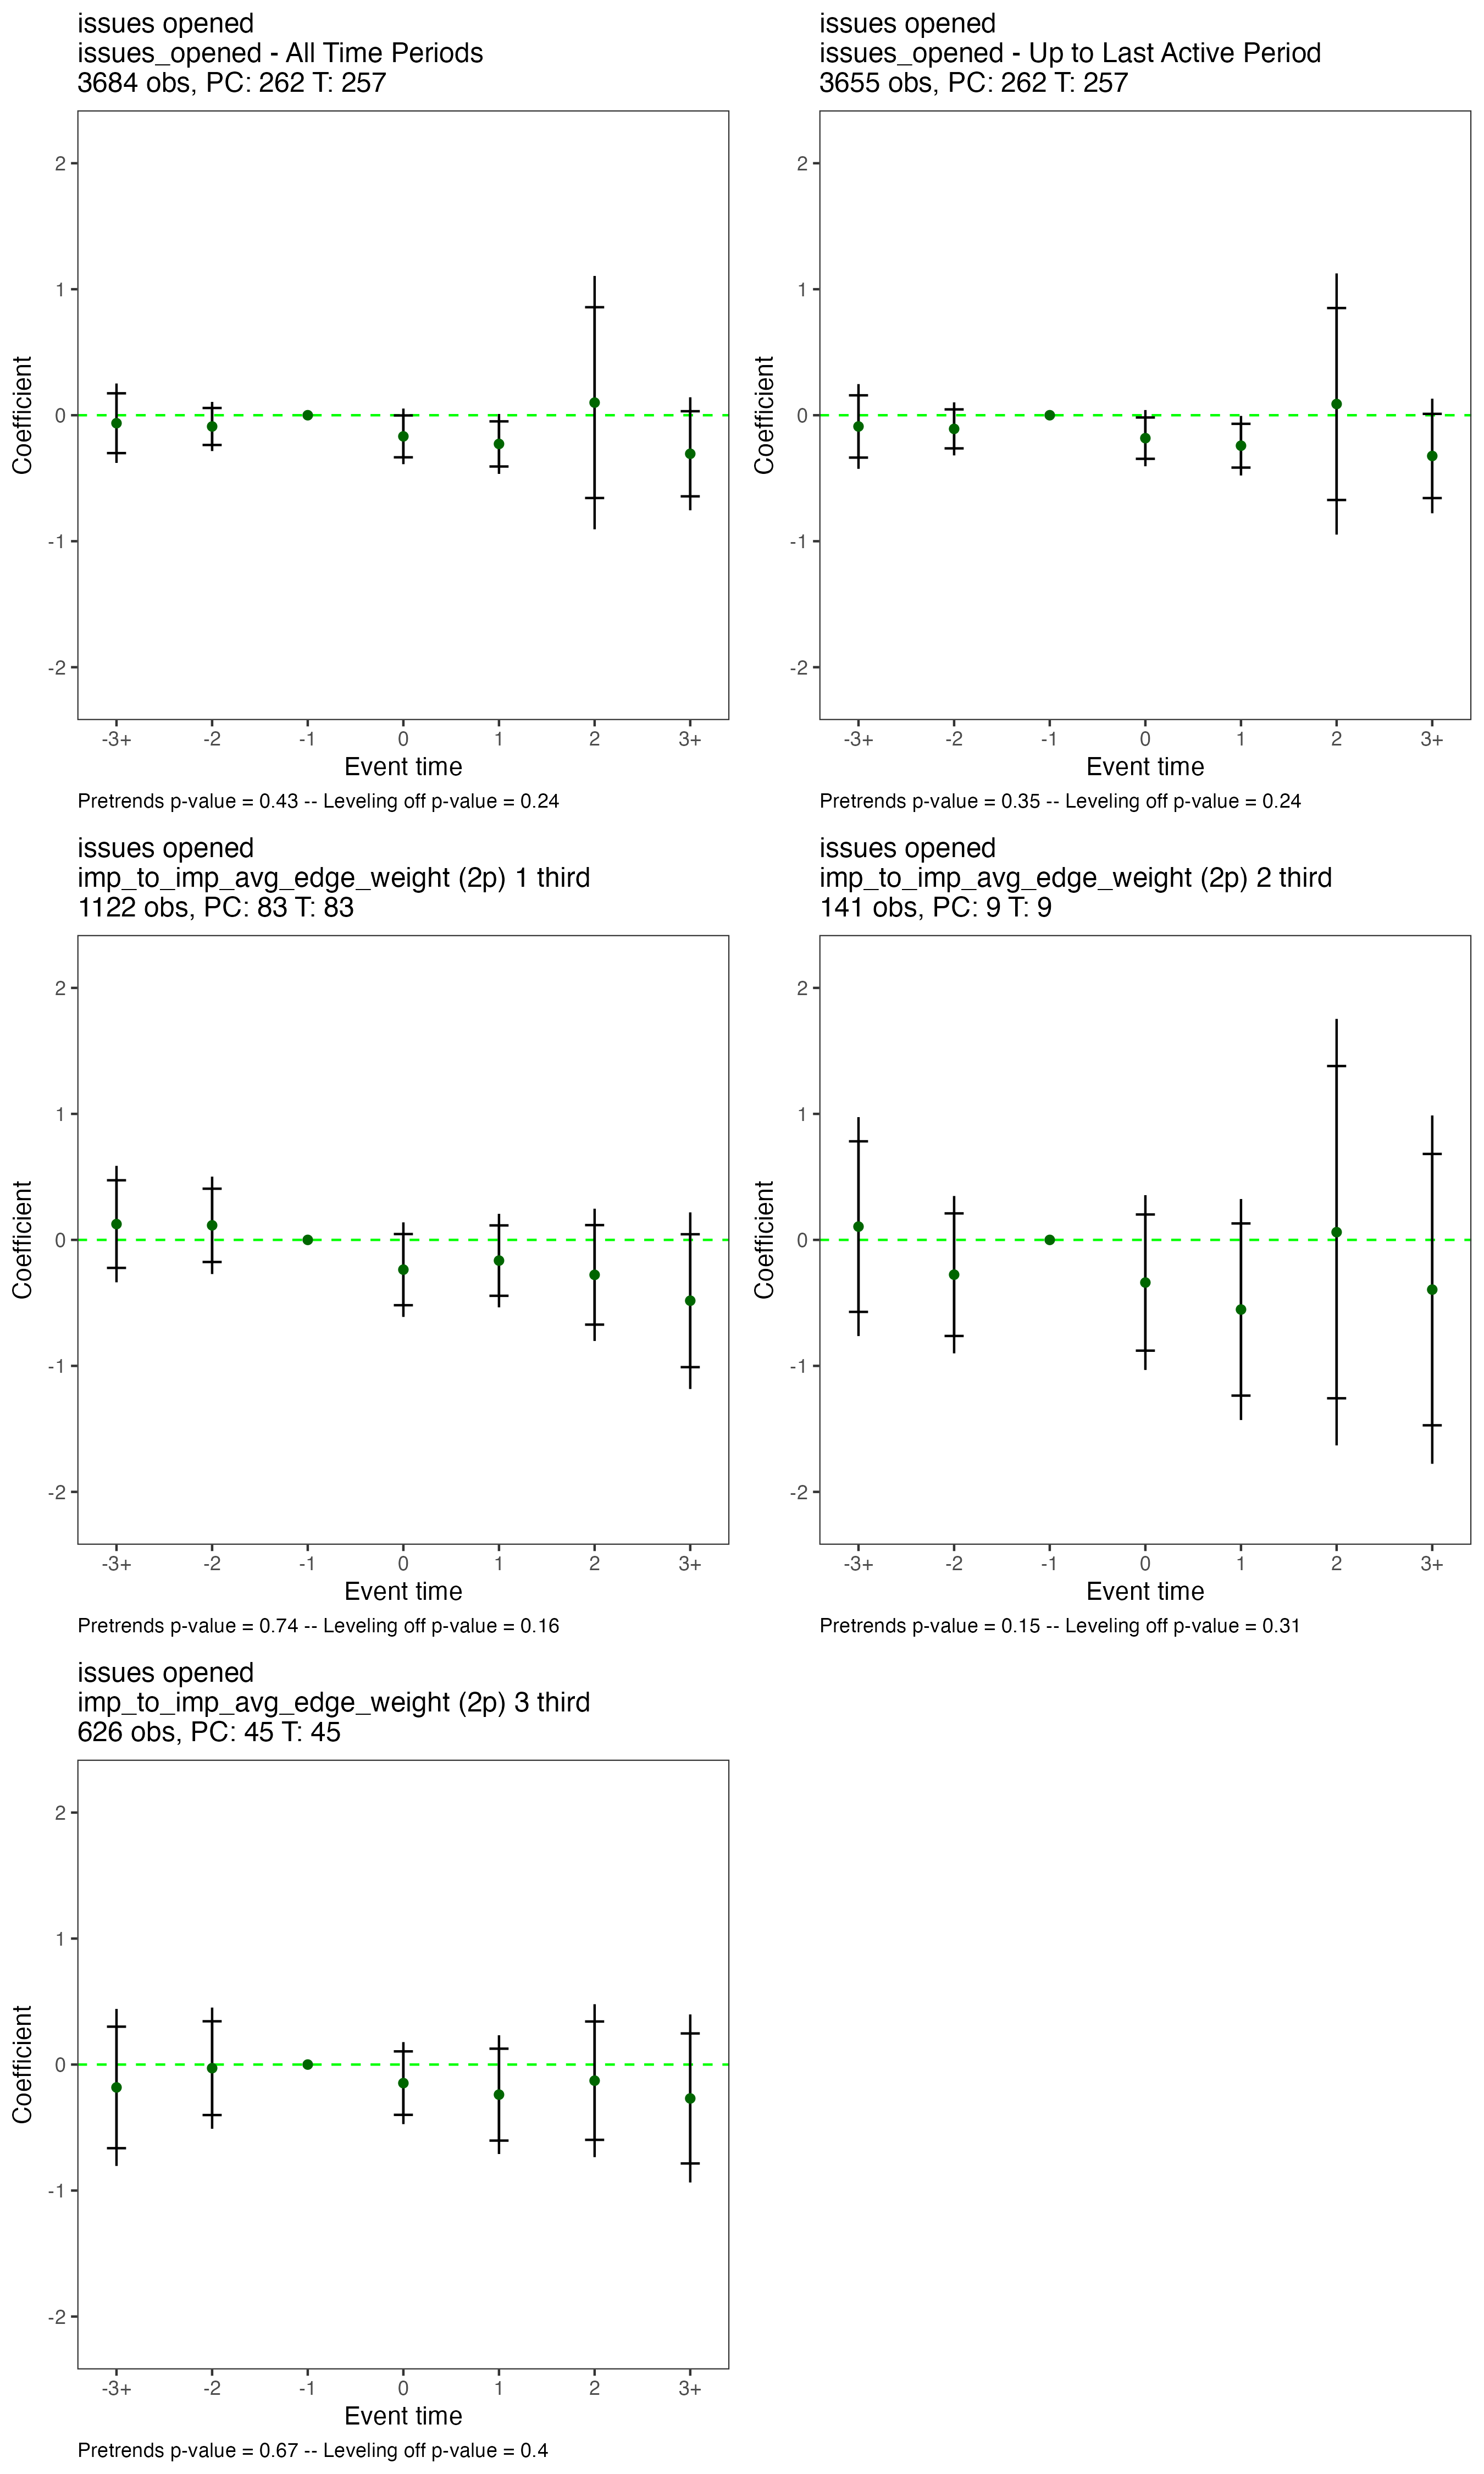 issues opened
issues_opened - All Time Periods
3684 obs, PC: 262 T: 257
Coefficient
2
1
0
-1
-2
-3+ -2 -1 0 1 2 3+
Event time
Pretrends p-value = 0.43 -- Leveling off p-value = 0.24
issues opened
issues_opened - Up to Last Active Period
3655 obs, PC: 262 T: 257
Coefficient
2
1
0
-1
-2
-3+ -2 -1 0 1 2 3+
Event time
Pretrends p-value = 0.35 -- Leveling off p-value = 0.24
issues opened
imp_to_imp_avg_edge_weight (2p) 1 third
1122 obs, PC: 83 T: 83
Coefficient
2
1
0
-1
-2
-3+ -2 -1 0 1 2 3+
Event time
Pretrends p-value = 0.74 -- Leveling off p-value = 0.16
issues opened
imp_to_imp_avg_edge_weight (2p) 2 third
141 obs, PC: 9 T: 9
Coefficient
2
1
0
-1
-2
-3+ -2 -1 0 1 2 3+
Event time
Pretrends p-value = 0.15 -- Leveling off p-value = 0.31
issues opened
imp_to_imp_avg_edge_weight (2p) 3 third
626 obs, PC: 45 T: 45
Coefficient
2
1
0
-1
-2
-3+ -2 -1 0 1 2 3+
Event time
Pretrends p-value = 0.67 -- Leveling off p-value = 0.4